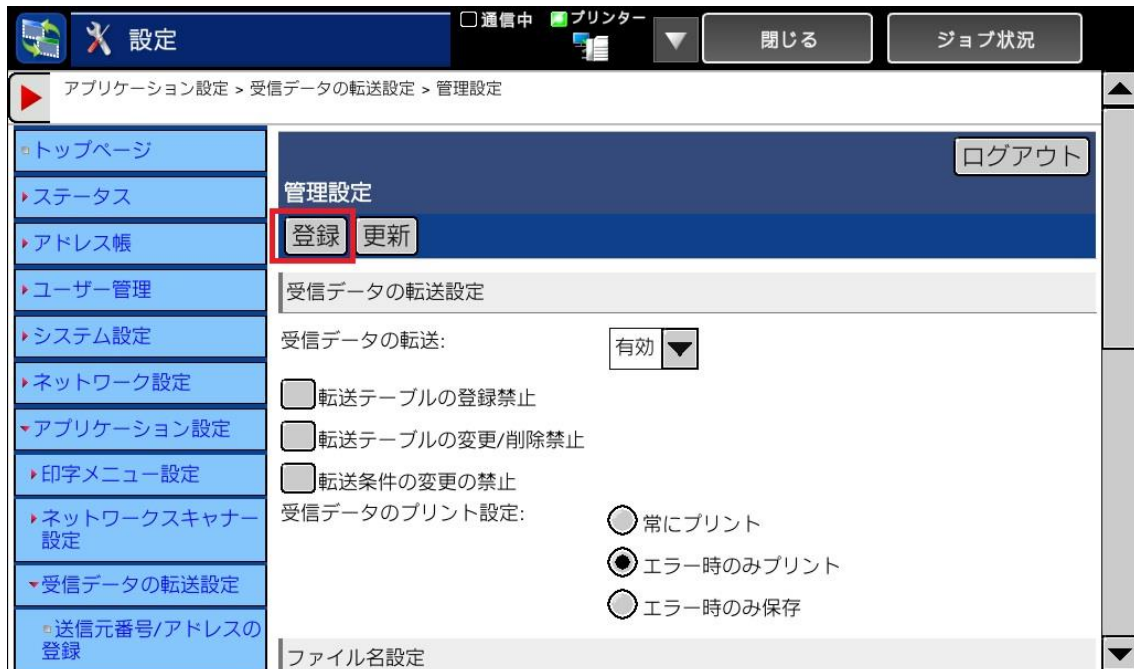 設定
□通信中
プリンター
閉じる
ジョブ状況
アプリケーション設定 > 受信データの転送設定 > 管理設定
トップページ
ステータス
アドレス帳
ユーザー管理
システム設定
ネットワーク設定
アプリケーション設定
印字メニュー設定
ネットワークスキャナー
設定
受信データの転送設定
送信元番号/アドレスの
登録
ログアウト
管理設定
登録 更新
受信データの転送設定
受信データの転送: 有効
転送テーブルの登録禁止
転送テーブルの変更/削除禁止
転送条件の変更の禁止
受信データのプリント設定: 常にプリント
エラー時のみプリント
エラー時のみ保存
ファイル名設定